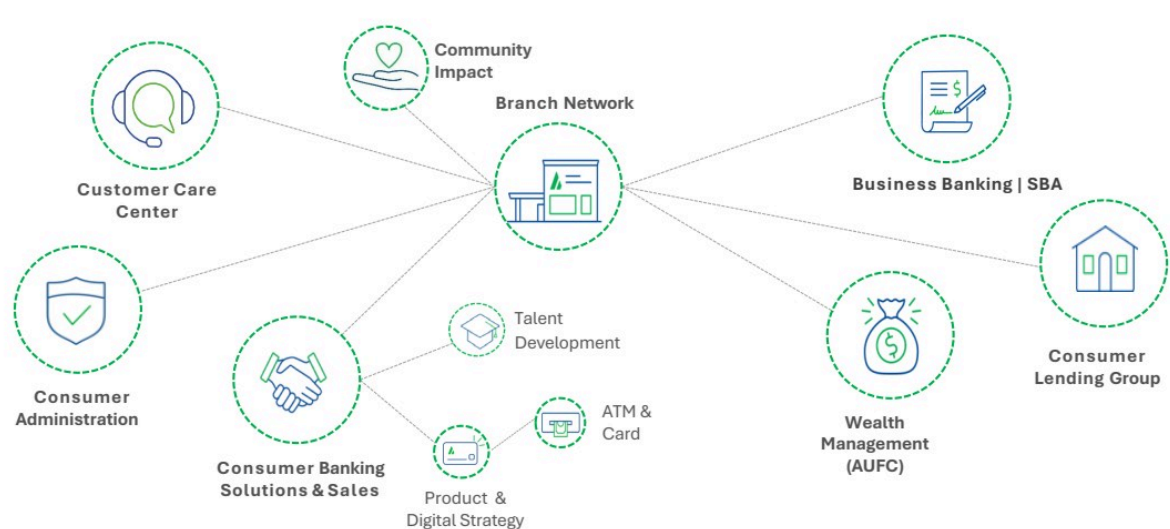 Community
Impact
Branch Network
Customer Care
Center
Business Banking | SBA
Consumer
Administration
Talent
Development
Consumer
Lending Group
ATM &
Card
Wealth
Management
(AUFC)
Consumer Banking
Solutions & Sales
Product &
Digital Strategy